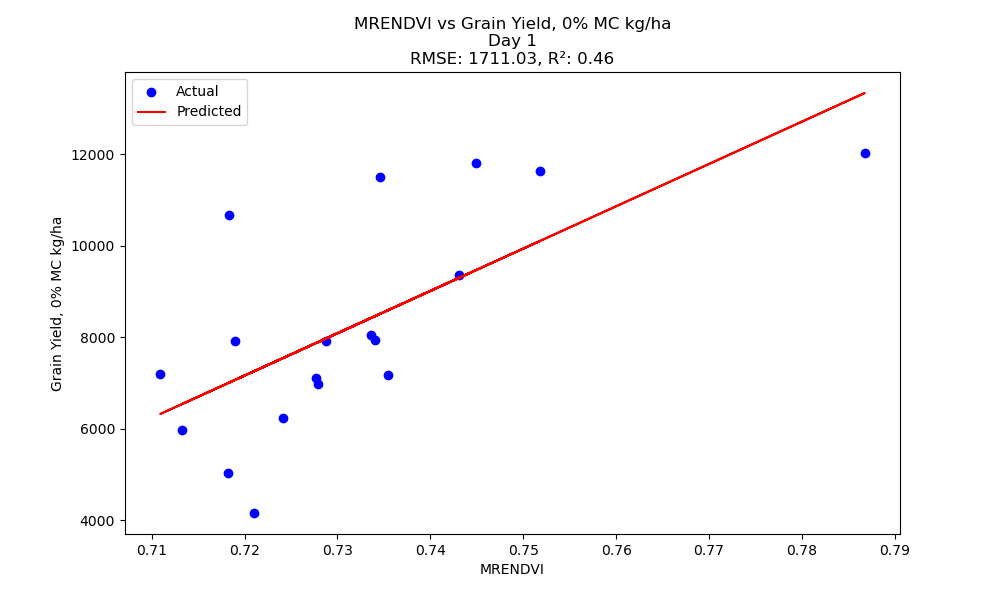 MRENDVI vs Grain Yield, 0% MC kg/ha
Day 1
RMSE: 1711.03, R²: 0.46
Actual
Predicted
Grain Yield, 0% MC kg/ha
12000
10000
8000
6000
4000
0.71 0.72 0.73 0.74 0.75 0.76 0.77 0.78 0.79
MRENDVI